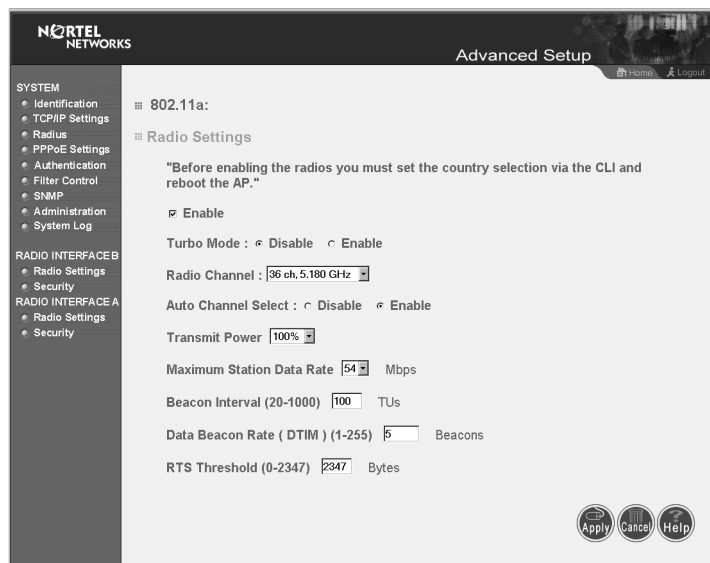 NORTEL
NETWORKS
Advanced Setup
Home
Logout
SYSTEM
Identification
TCP/IP Settings
Radius
PPPoE Settings
Authentication
Filter Control
SNMP
Administration
System Log
RADIO INTERFACE B
Radio Settings
Security
RADIO INTERFACE A
Radio Settings
Security
802.11a:
Radio Settings
"Before enabling the radios you must set the country selection via the CLI and
reboot the AP."
Enable
Turbo Mode : Disable Enable
Radio Channel : 36 ch, 5.180 GHz
Auto Channel Select : Disable Enable
Transmit Power 100%
Maximum Station Data Rate 54 Mbps
Beacon Interval (20-1000) 100 TUs
Data Beacon Rate ( DTIM ) (1-255) 5 Beacons
RTS Threshold (0-2347) 2347 Bytes
Apply Cancel Help